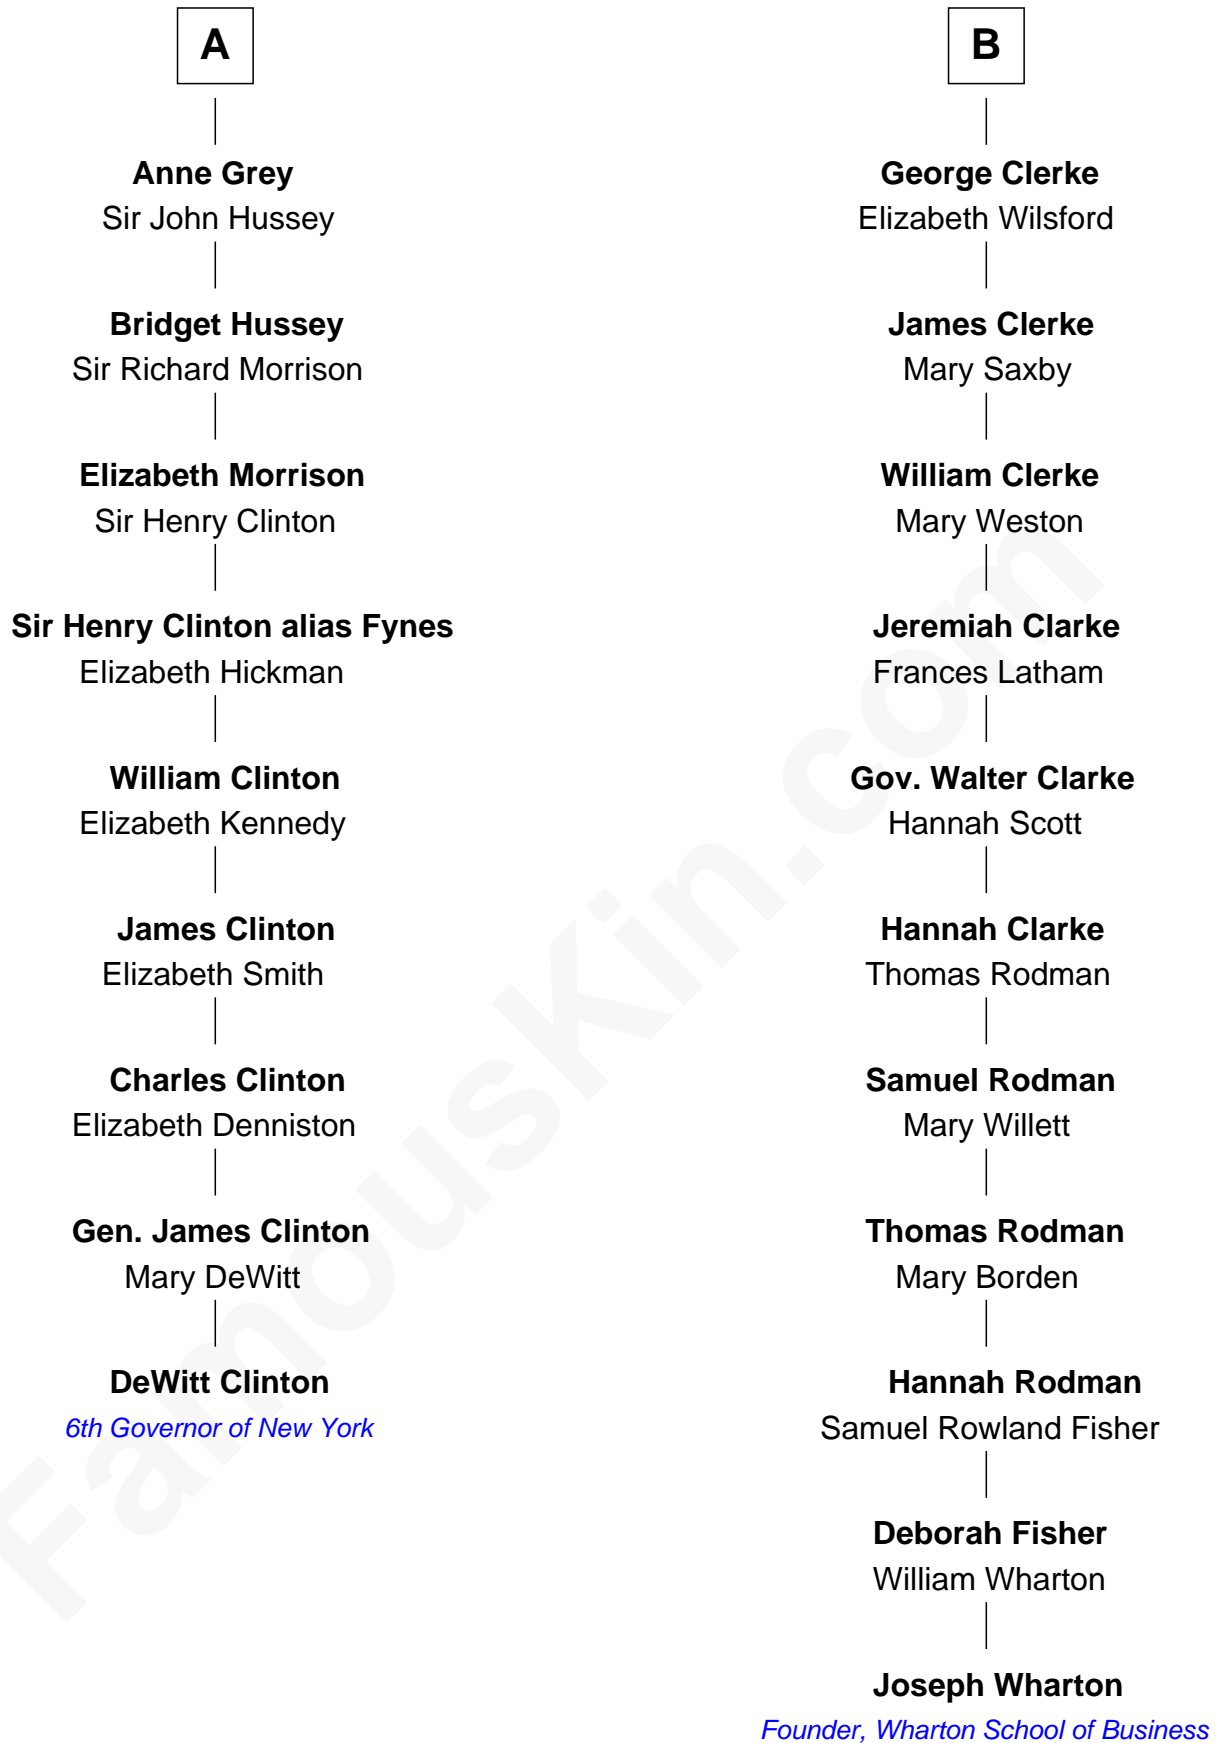 A
Anne Grey
Sir John Hussey
Bridget Hussey
Sir Richard Morrison
Elizabeth Morrison
Sir Henry Clinton
Sir Henry Clinton alias Fynes
Elizabeth Hickman
William Clinton
Elizabeth Kennedy
James Clinton
Elizabeth Smith
Charles Clinton
Elizabeth Denniston
Gen. James Clinton
Mary DeWitt
DeWitt Clinton
6th Governor of New York
B
George Clerke
Elizabeth Wilsford
James Clerke
Mary Saxby
William Clerke
Mary Weston
Jeremiah Clarke
Frances Latham
Gov. Walter Clarke
Hannah Scott
Hannah Clarke
Thomas Rodman
Samuel Rodman
Mary Willett
Thomas Rodman
Mary Borden
Hannah Rodman
Samuel Rowland Fisher
Deborah Fisher
William Wharton
Joseph Wharton
Founder, Wharton School of Business
FamousKin.com